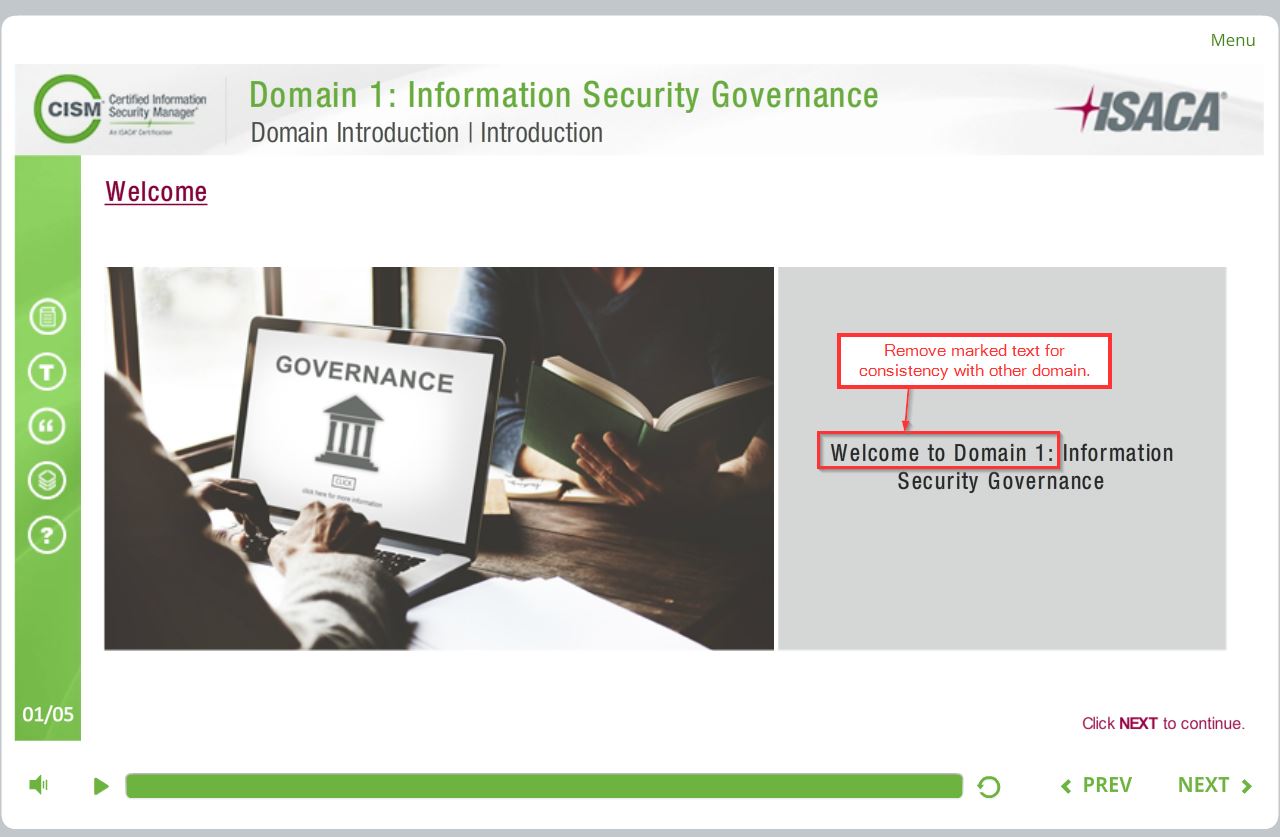 Menu
CISM
Certified Information
Security Manager®
An ISACA® Certification
Domain 1: Information Security Governance
Domain Introduction | Introduction
ISACA®
Welcome
GOVERNANCE
CLICK
click here for more information
Remove marked text for
consistency with other domain.
Welcome to Domain 1: Information
Security Governance
T
“
?
01/05
Click NEXT to continue.
PREV
NEXT